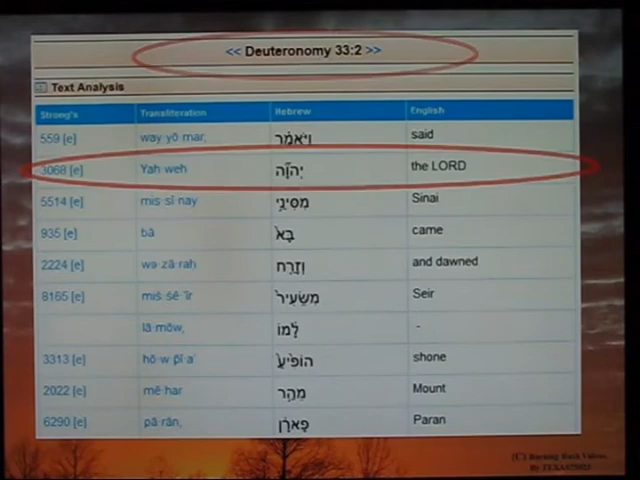 << Deuteronomy 33:2 >>
Text Analysis
Strong's Transliteration Hebrew English
559 [e] way·yō·mar, וַיֹּאמַ֗ר said
3068 [e] Yah·weh יְהוָ֞ה the LORD
5514 [e] mis·sî·nay מִסִּינַ֥י Sinai
935 [e] bā בָּא֙ came
2224 [e] wə·zā·raḥ וְזָרַ֤ח and dawned
8165 [e] miś·śê·'îr מִשֵּׂעִיר֙ Seir
lā·mōw, לָ֔מוֹ -
3313 [e] hō·w·p̄î·a' הוֹפִ֙יעַ֙ shone
2022 [e] mê·har מֵהַ֣ר Mount
6290 [e] pā·rān, פָּארָ֔ן Paran
(C) Burning Bush Videos